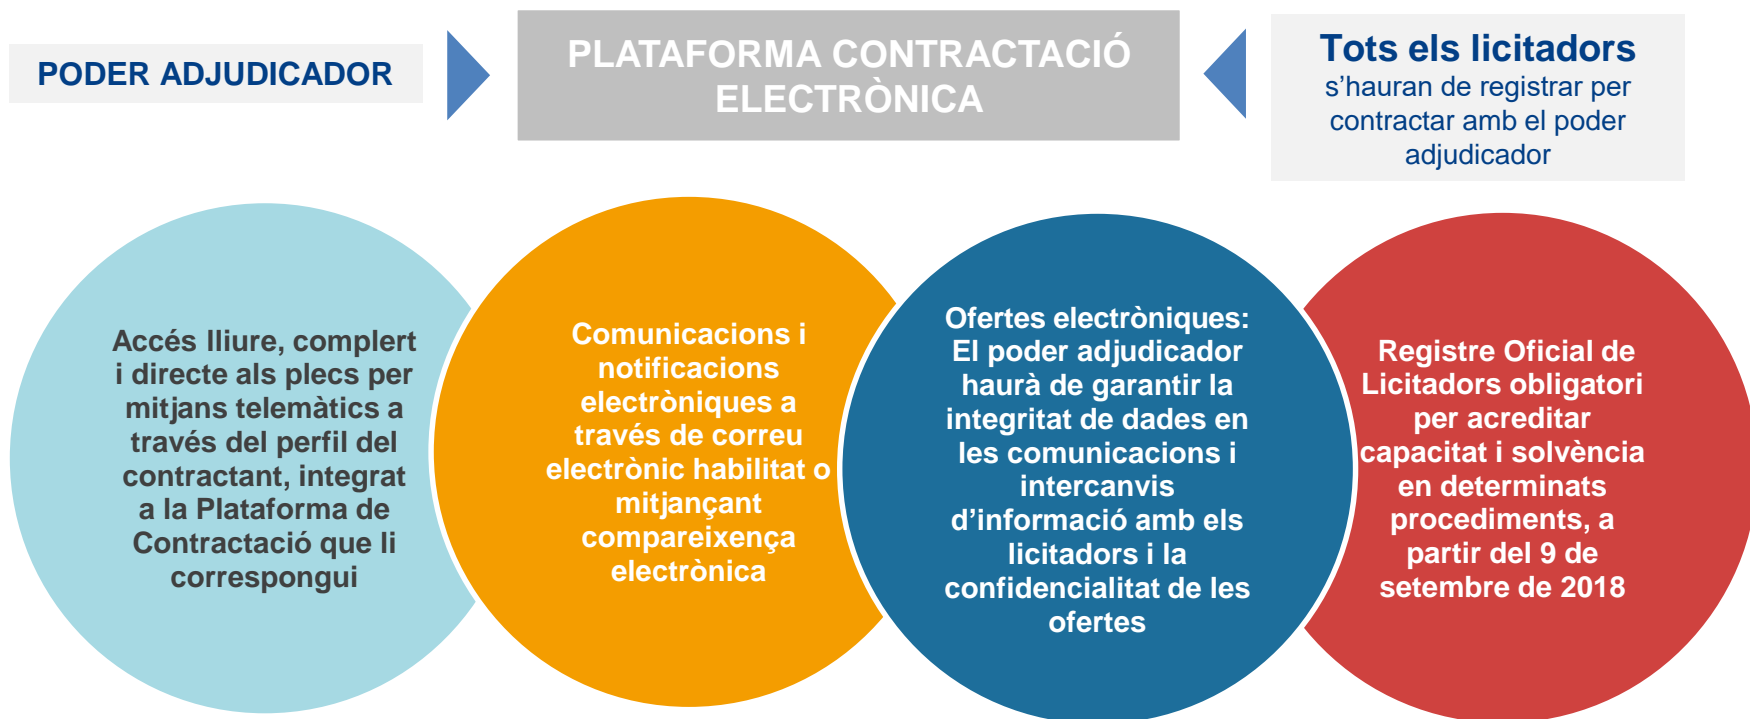 PODER ADJUDICADOR
PLATAFORMA CONTRACTACIÓ
ELECTRÒNICA
Tots els licitadors
s'hauran de registrar per
contractar amb el poder
adjudicador
Accés lliure, complert
i directe als plecs per
mitjans telemàtics a
través del perfil del
contractant, integrat
a la Plataforma de
Contractació que li
correspongui
Comunicacions i
notificacions
electròniques a
través de correu
electrònic habilitat o
mitjançant
compareixença
electrònica
Ofertes electròniques:
El poder adjudicador
haurà de garantir la
integritat de dades en
les comunicacions i
intercanvis
d'informació amb els
licitadors i la
confidencialitat de les
ofertes
Registre Oficial de
Licitadors obligatori
per acreditar
capacitat i solvència
en determinats
procediments, a
partir del 9 de
setembre de 2018